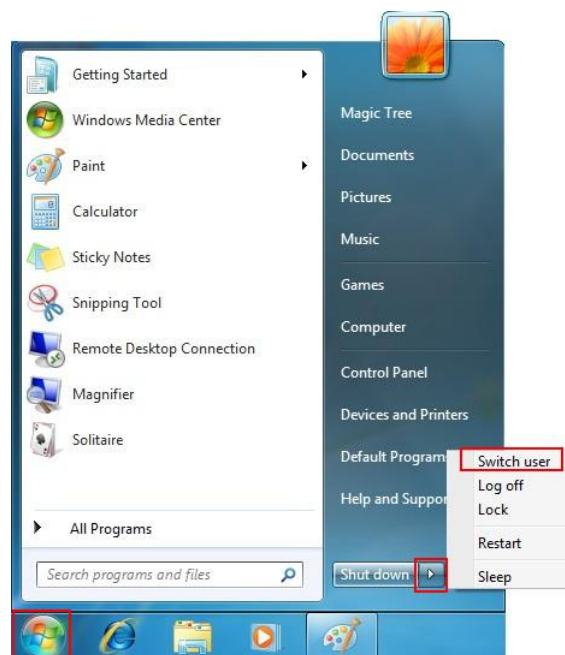 Getting Started
Windows Media Center
Paint
Calculator
Sticky Notes
Snipping Tool
Remote Desktop Connection
Magnifier
Solitaire
All Programs
Search programs and files
Magic Tree
Documents
Pictures
Music
Games
Computer
Control Panel
Devices and Printers
Default Program
Help and Suppor
Shut down
Switch user
Log off
Lock
Restart
Sleep